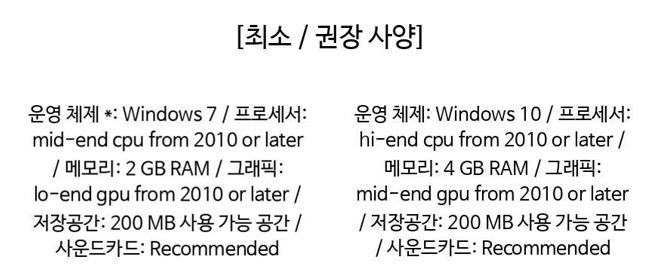 [최소 / 권장 사양]
운영 체제 *: Windows 7 / 프로세서:
mid-end cpu from 2010 or later
/ 메모리: 2 GB RAM / 그래픽:
lo-end gpu from 2010 or later /
저장공간: 200 MB 사용 가능 공간 /
사운드카드: Recommended
운영 체제: Windows 10 / 프로세서:
hi-end cpu from 2010 or later /
메모리: 4 GB RAM / 그래픽:
mid-end gpu from 2010 or later
/ 저장공간: 200 MB 사용 가능 공간
/ 사운드카드: Recommended